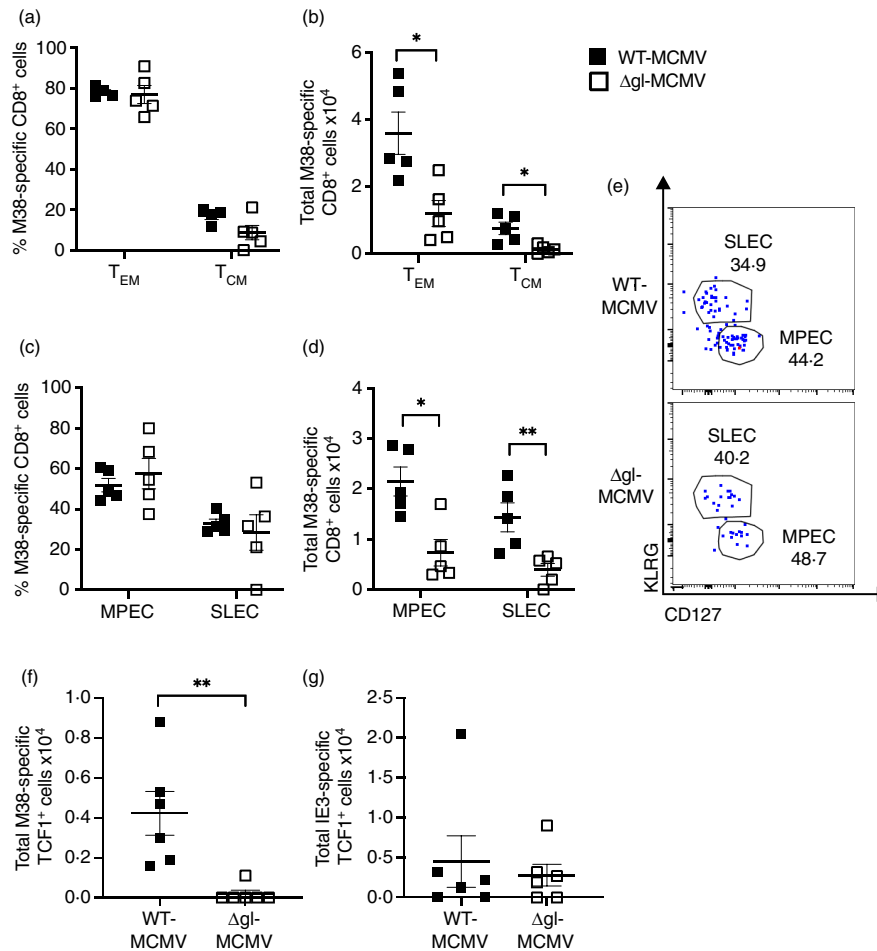 (a)
% M38-specific CD8+ cells
100
80
60
40
20
0
TEM
TCM
(b)
Total M38-specific
CD8+ cells x10^4
6
4
2
0
*
*
TEM
TCM
WT-MCMV
Δgl-MCMV
(c)
% M38-specific CD8+ cells
100
80
60
40
20
0
MPEC
SLEC
(d)
Total M38-specific
CD8+ cells x10^4
4
3
2
1
0
*
**
MPEC
SLEC
(e)
WT-
MCMV
SLEC
34·9
MPEC
44·2
Δgl-
MCMV
SLEC
40·2
MPEC
48·7
KLRG
CD127
(f)
Total M38-specific
TCF1+ cells x10^4
1·0
0·8
0·6
0·4
0·2
0·0
**
WT-
MCMV
Δgl-
MCMV
(g)
Total IE3-specific
TCF1+ cells x10^4
2·5
2·0
1·5
1·0
0·5
0·0
WT-
MCMV
Δgl-
MCMV